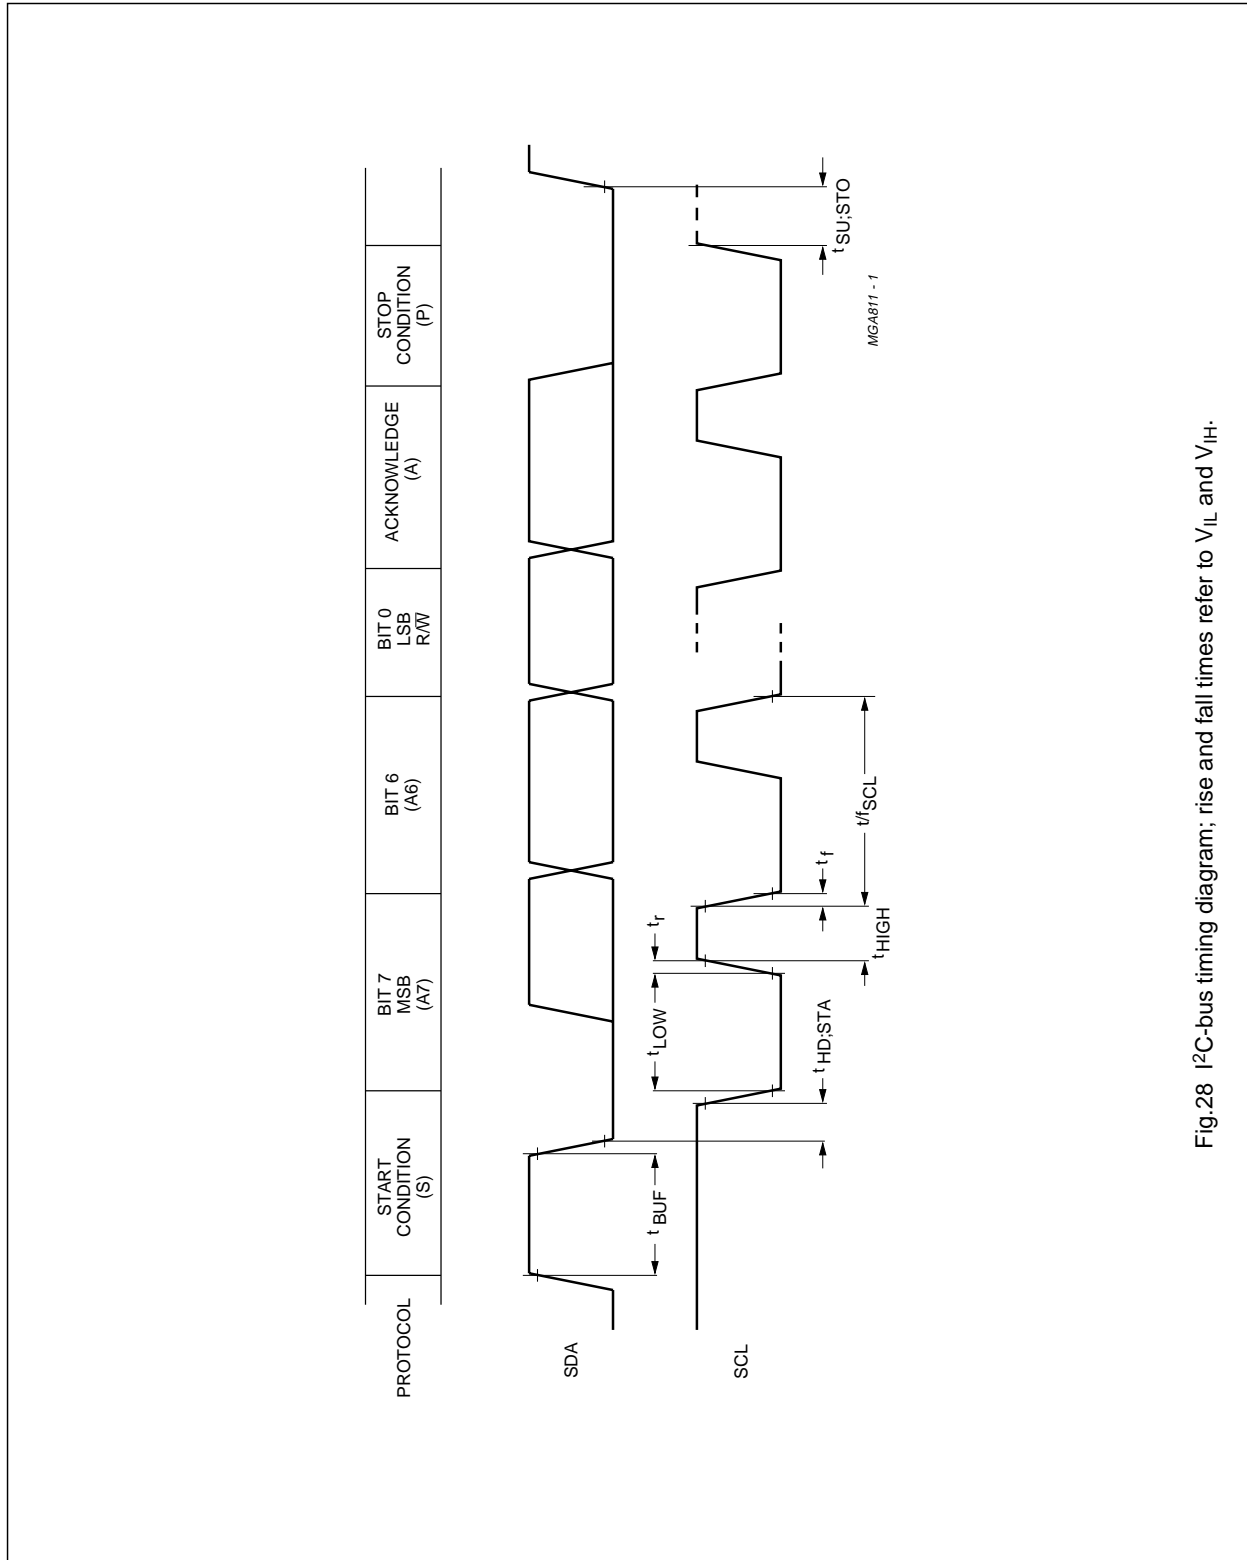 PROTOCOL
START
CONDITION
(S)
BIT 7
MSB
(A7)
BIT 6
(A6)
BIT 0
LSB
R/W̅
ACKNOWLEDGE
(A)
STOP
CONDITION
(P)
SDA
t BUF
t LOW
t r
SCL
t HD;STA
t HIGH
t f
t/fSCL
t SU;STO
MGA811 - 1
Fig.28 I²C-bus timing diagram; rise and fall times refer to VIL and VIH.